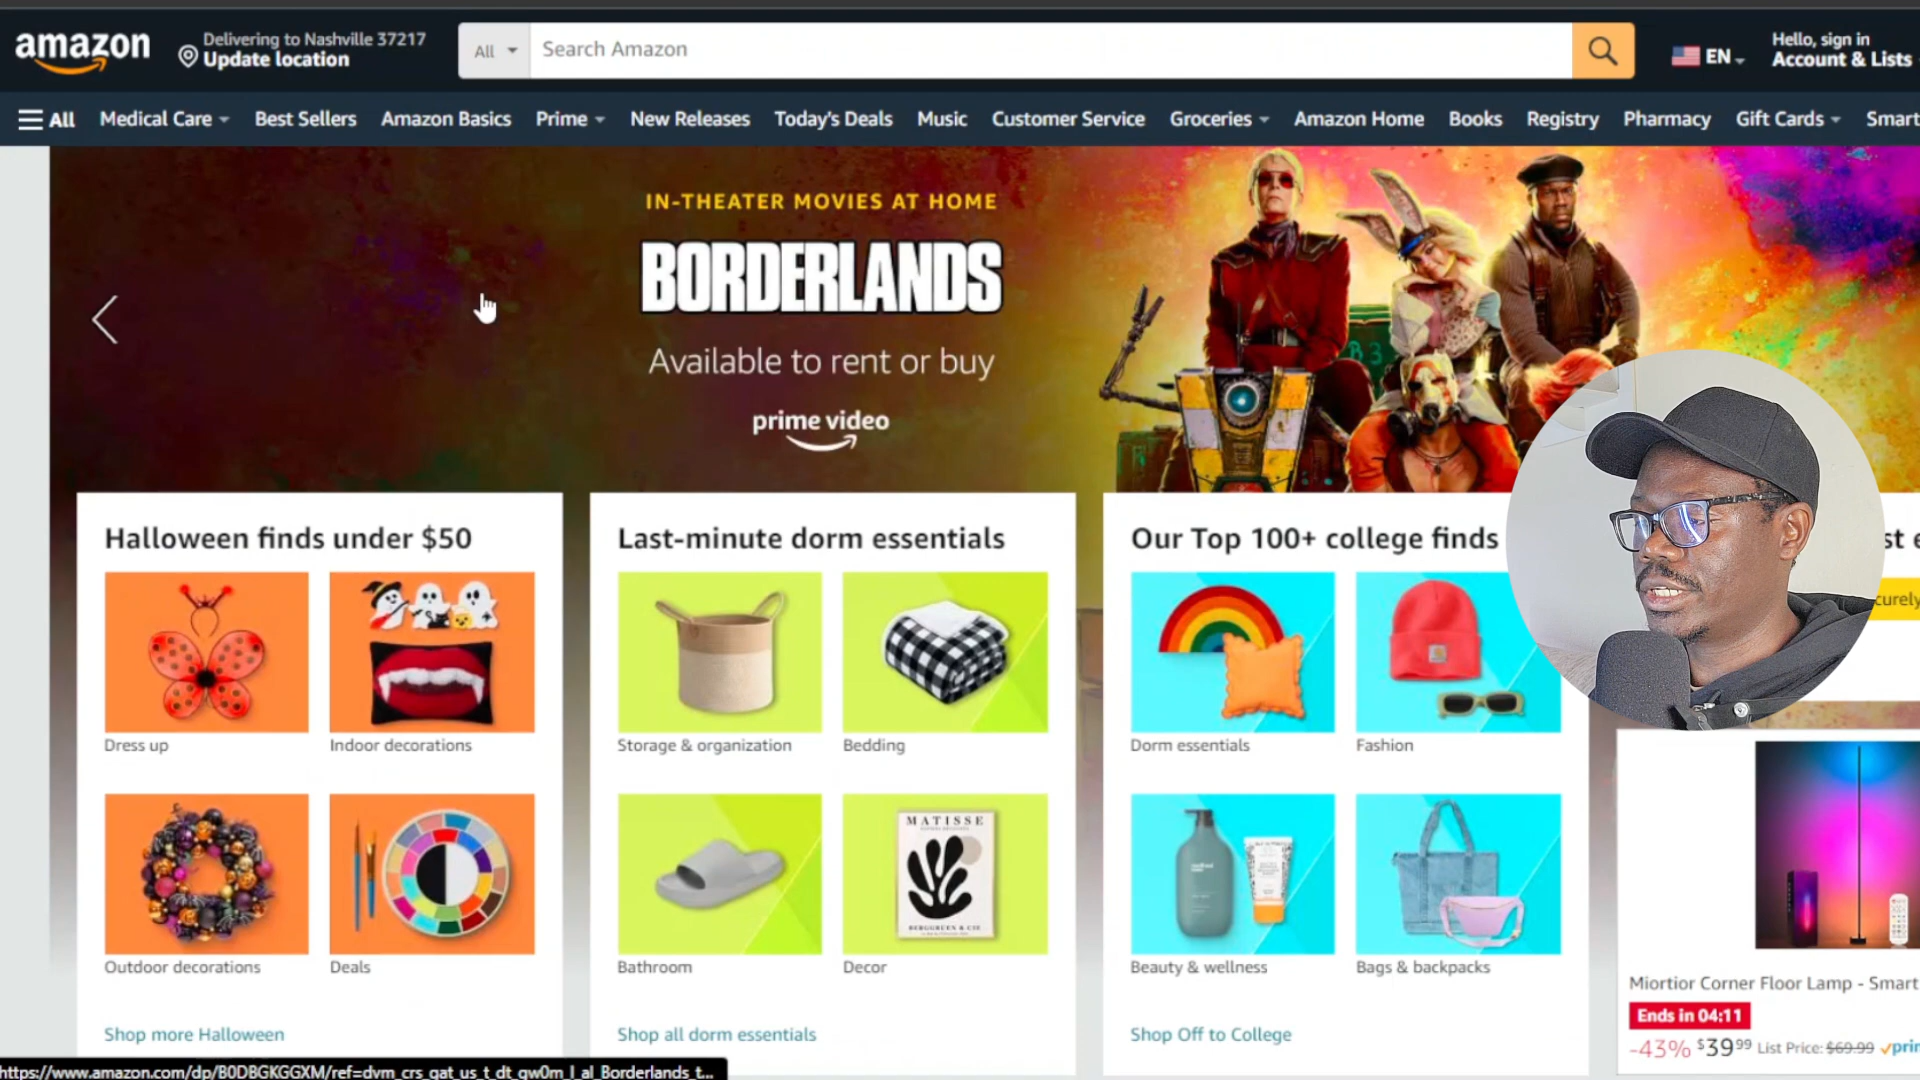 amazon
Delivering to Nashville 37217
Update location
All
Search Amazon
EN
Hello, sign in
Account & Lists
All
Medical Care
Best Sellers
Amazon Basics
Prime
New Releases
Today's Deals
Music
Customer Service
Groceries
Amazon Home
Books
Registry
Pharmacy
Gift Cards
Smart
IN-THEATER MOVIES AT HOME
BORDERLANDS
Available to rent or buy
prime video
Halloween finds under $50
Dress up
Indoor decorations
Outdoor decorations
Deals
Shop more Halloween
Last-minute dorm essentials
Storage & organization
Bedding
MATISSE
BERGGRUEN & CIE
Bathroom
Decor
Shop all dorm essentials
Our Top 100+ college finds
Dorm essentials
Fashion
Beauty & wellness
Bags & backpacks
Shop Off to College
st e
curely
Miortior Corner Floor Lamp - Smart
Ends in 04:11
-43% $39 99 List Price: $69.99 prim
https://www.amazon.com/dp/B0DBGKGGXM/ref=dvm_crs_gat_us_t_dt_gw0m_l_al_Borderlands_t...